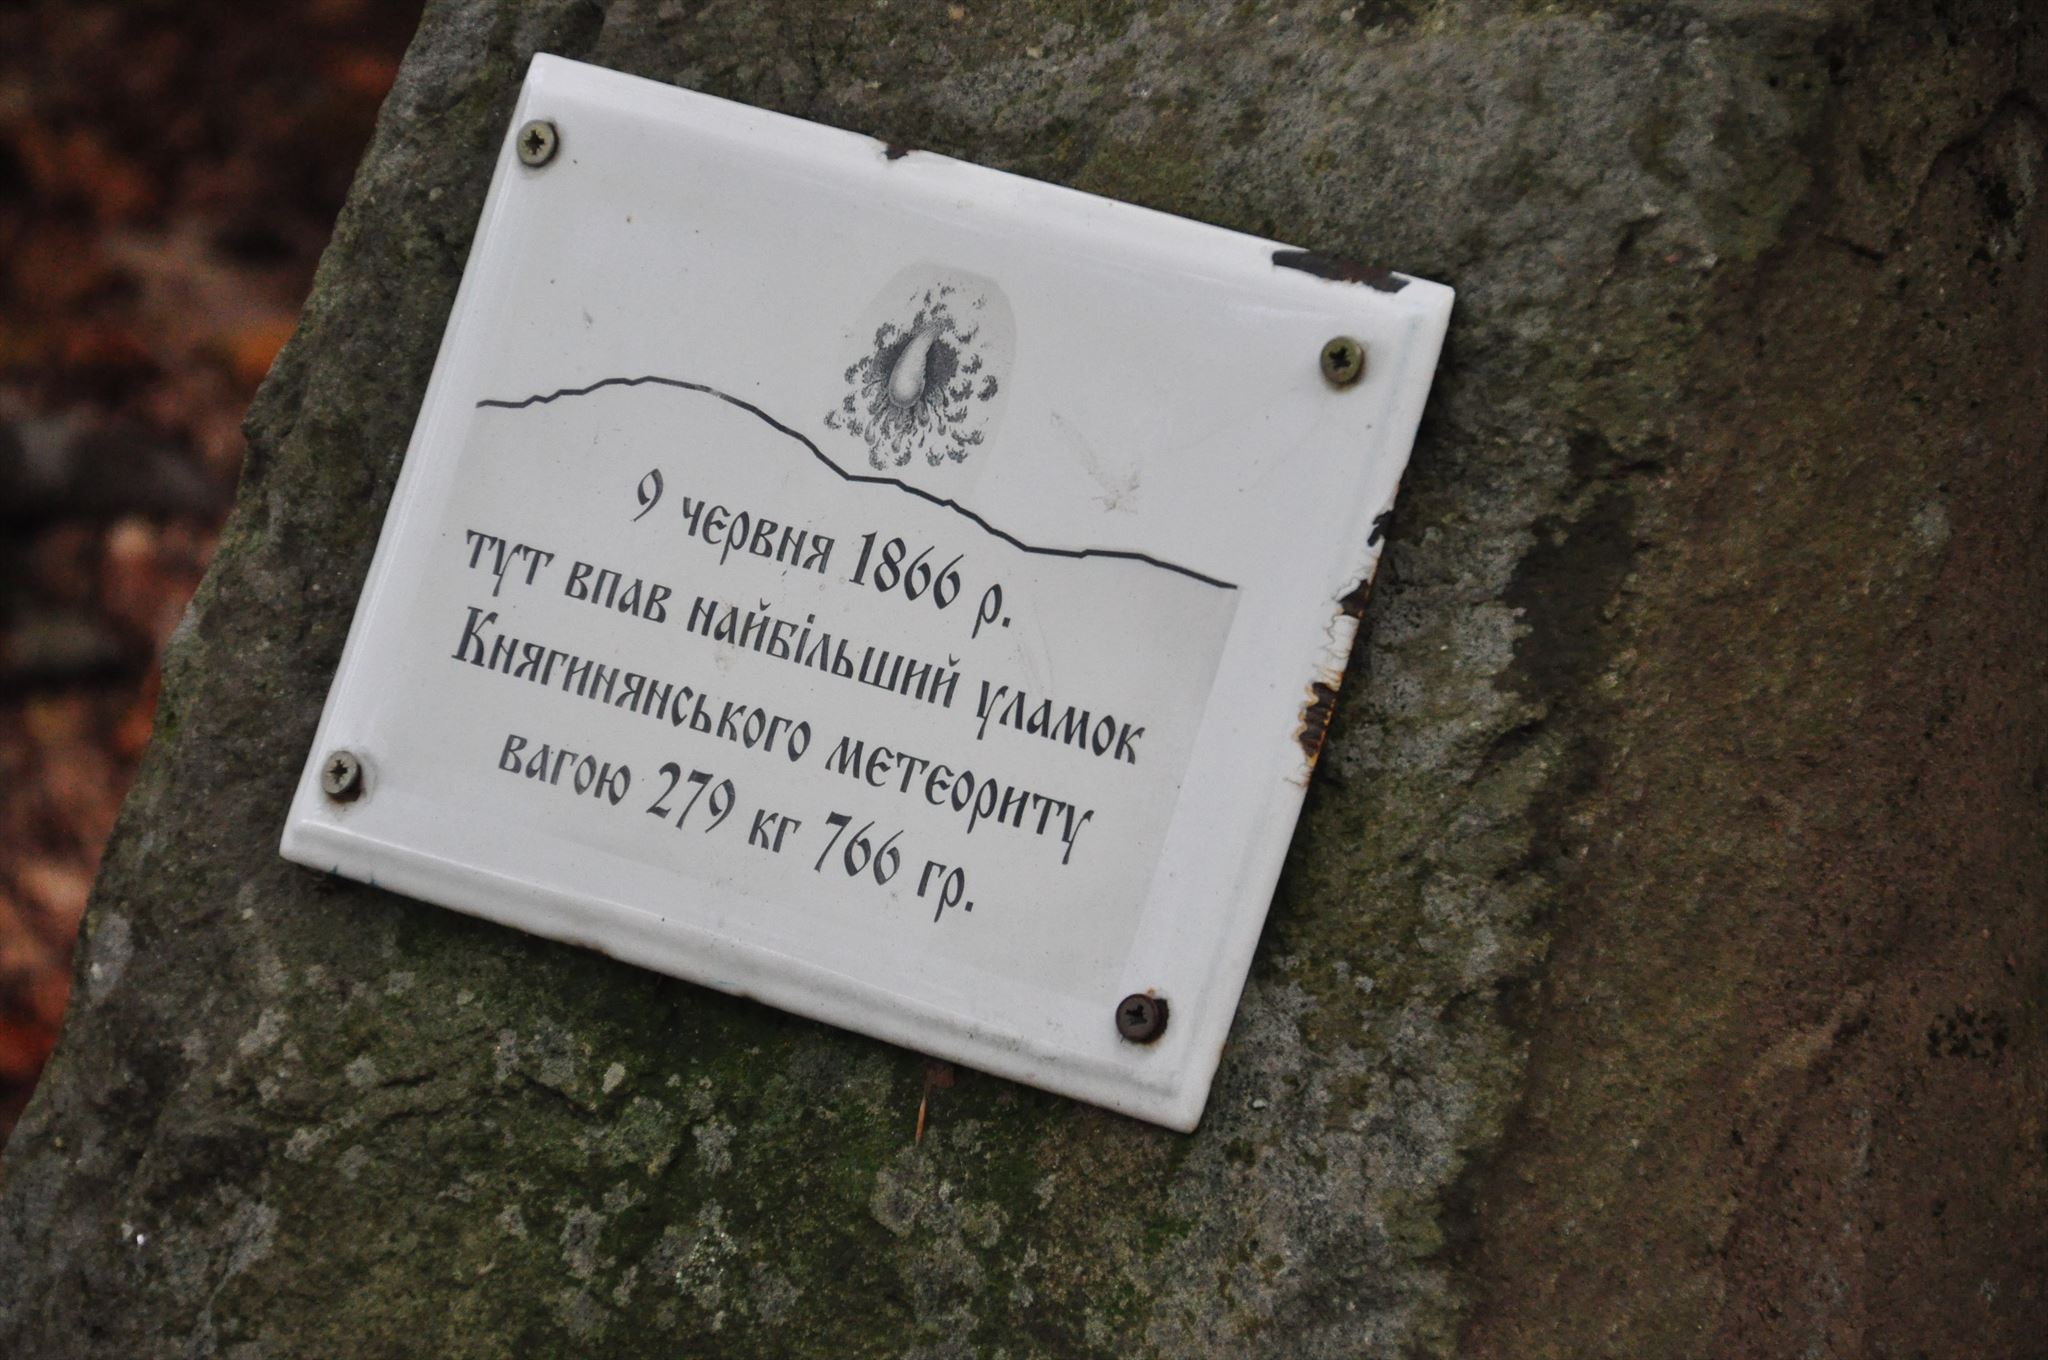 9 червня 1866 р.
тут впав найбільший уламок
Княгинянського метеориту
вагою 279 кг 766 гр.